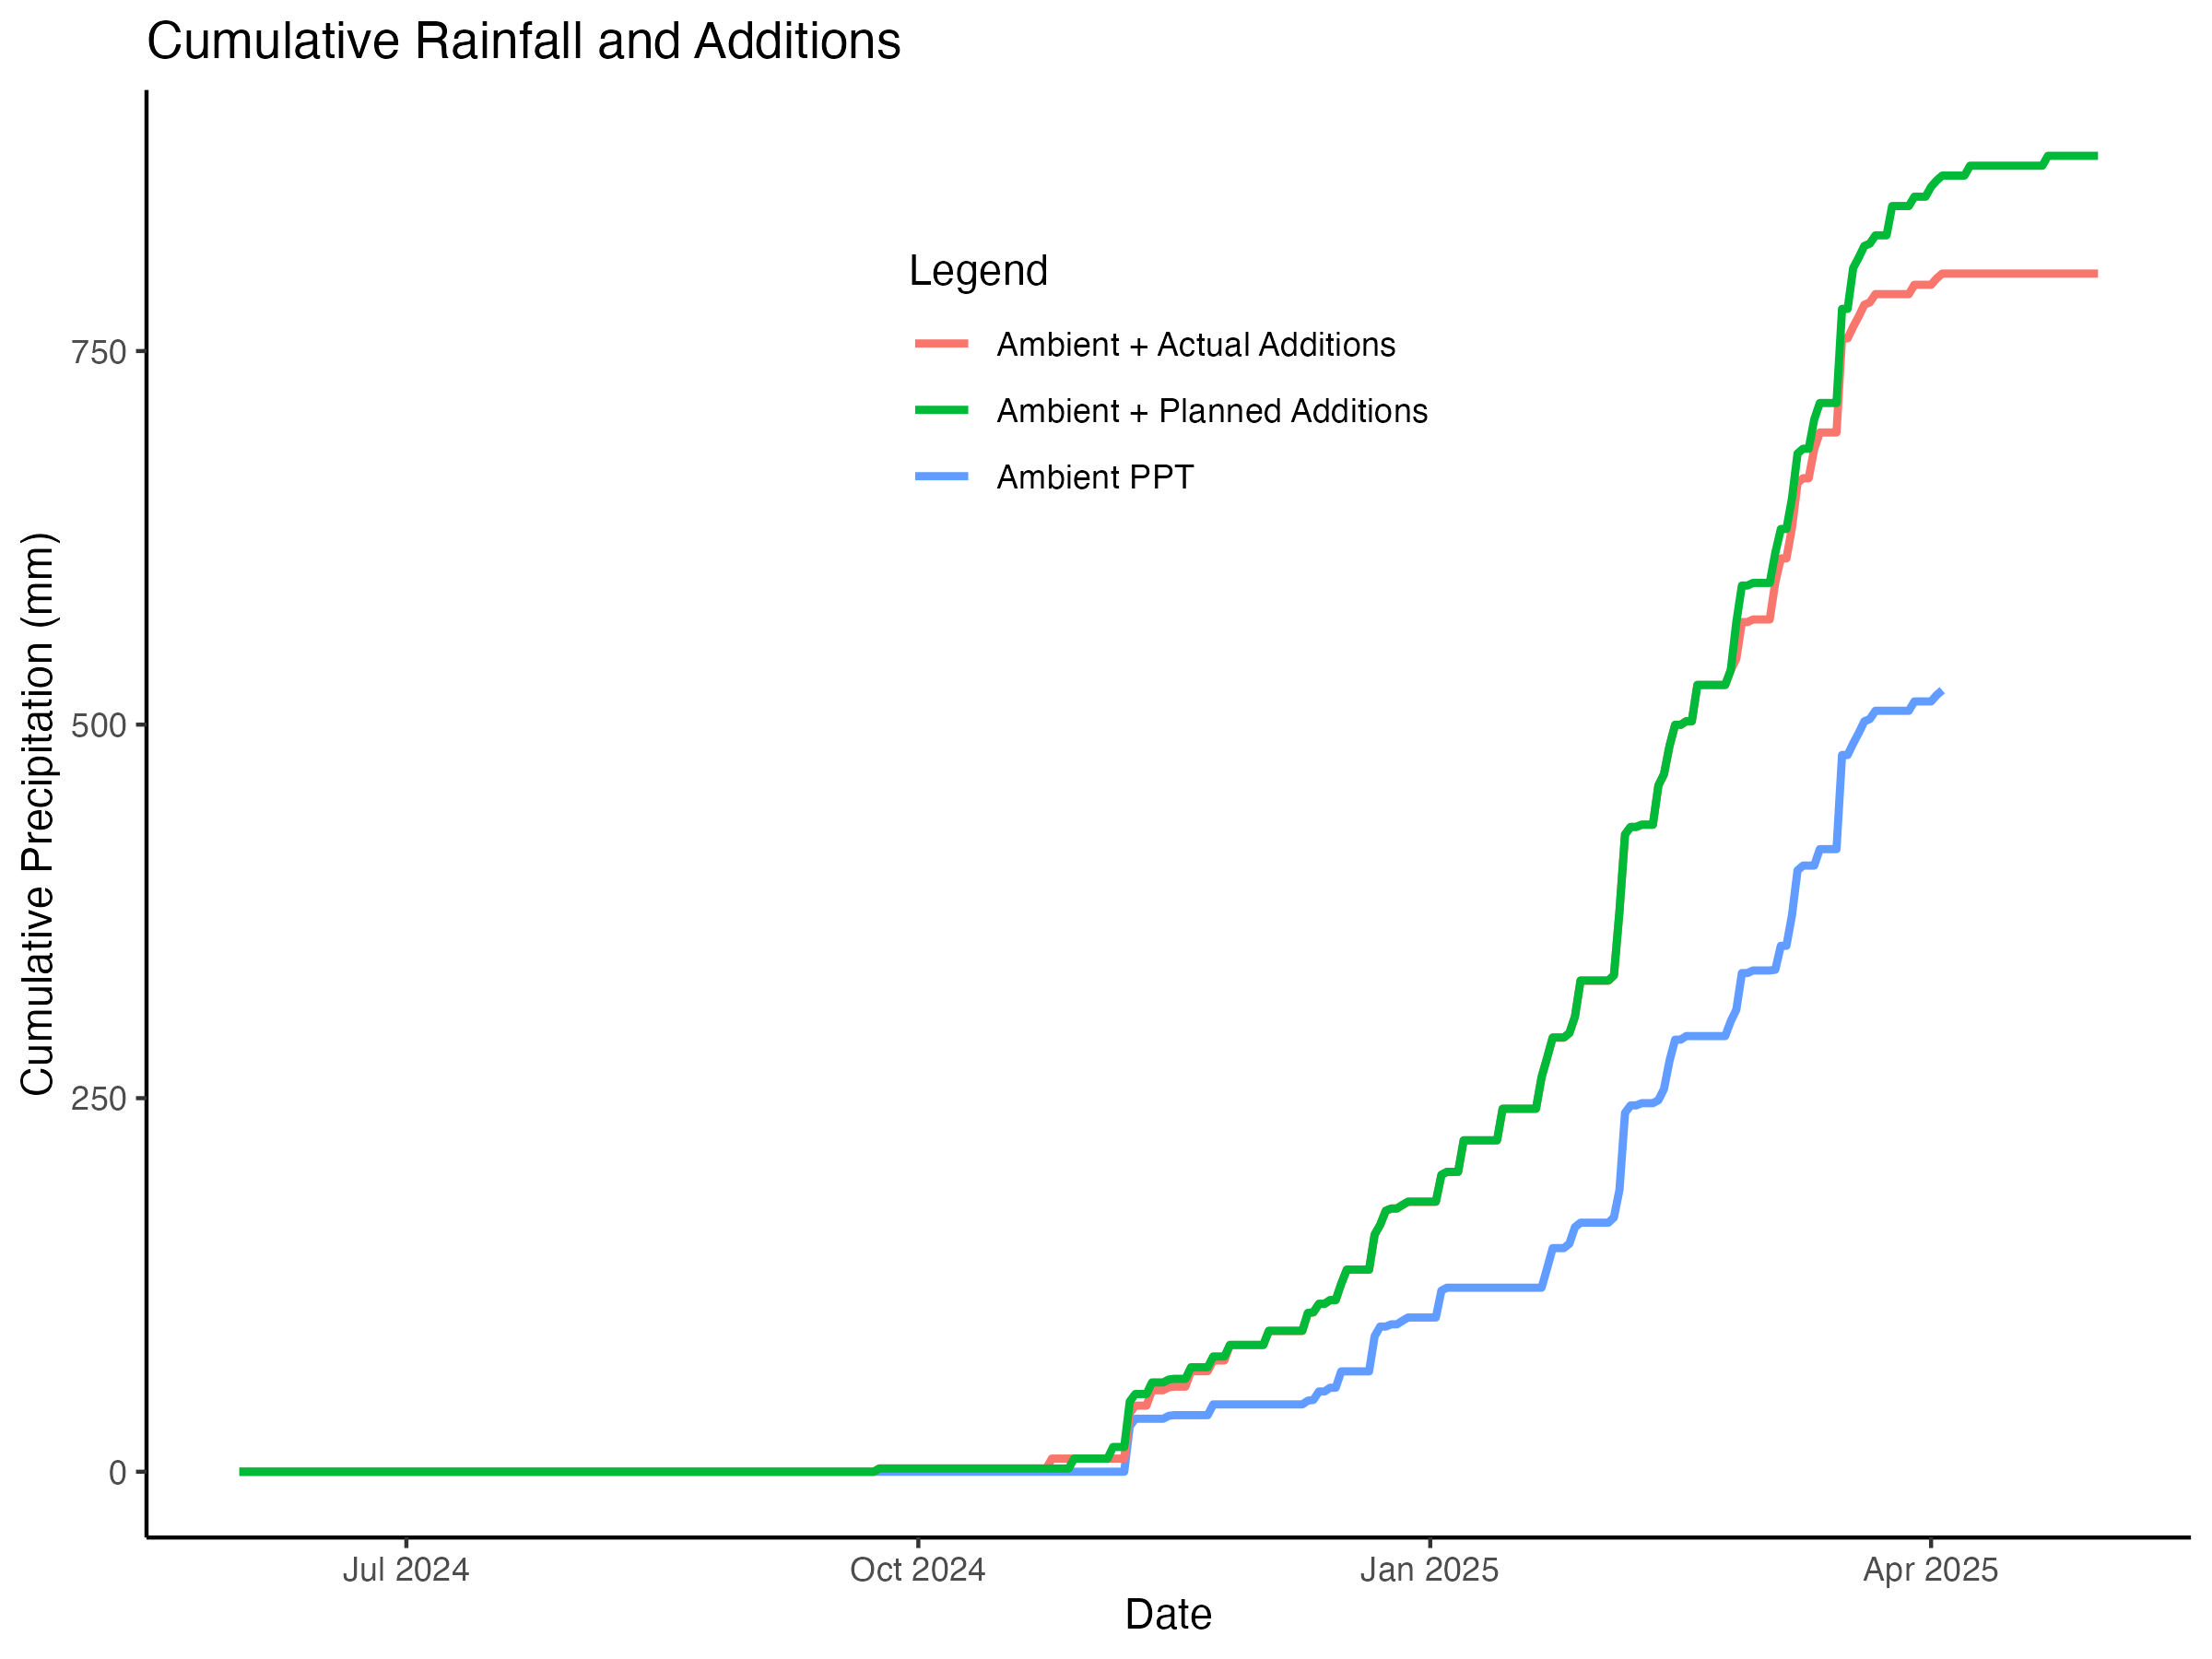 Cumulative Rainfall and Additions
Legend
Ambient + Actual Additions
Ambient + Planned Additions
Ambient PPT
Cumulative Precipitation (mm)
750
500
250
0
Jul 2024
Oct 2024
Jan 2025
Apr 2025
Date